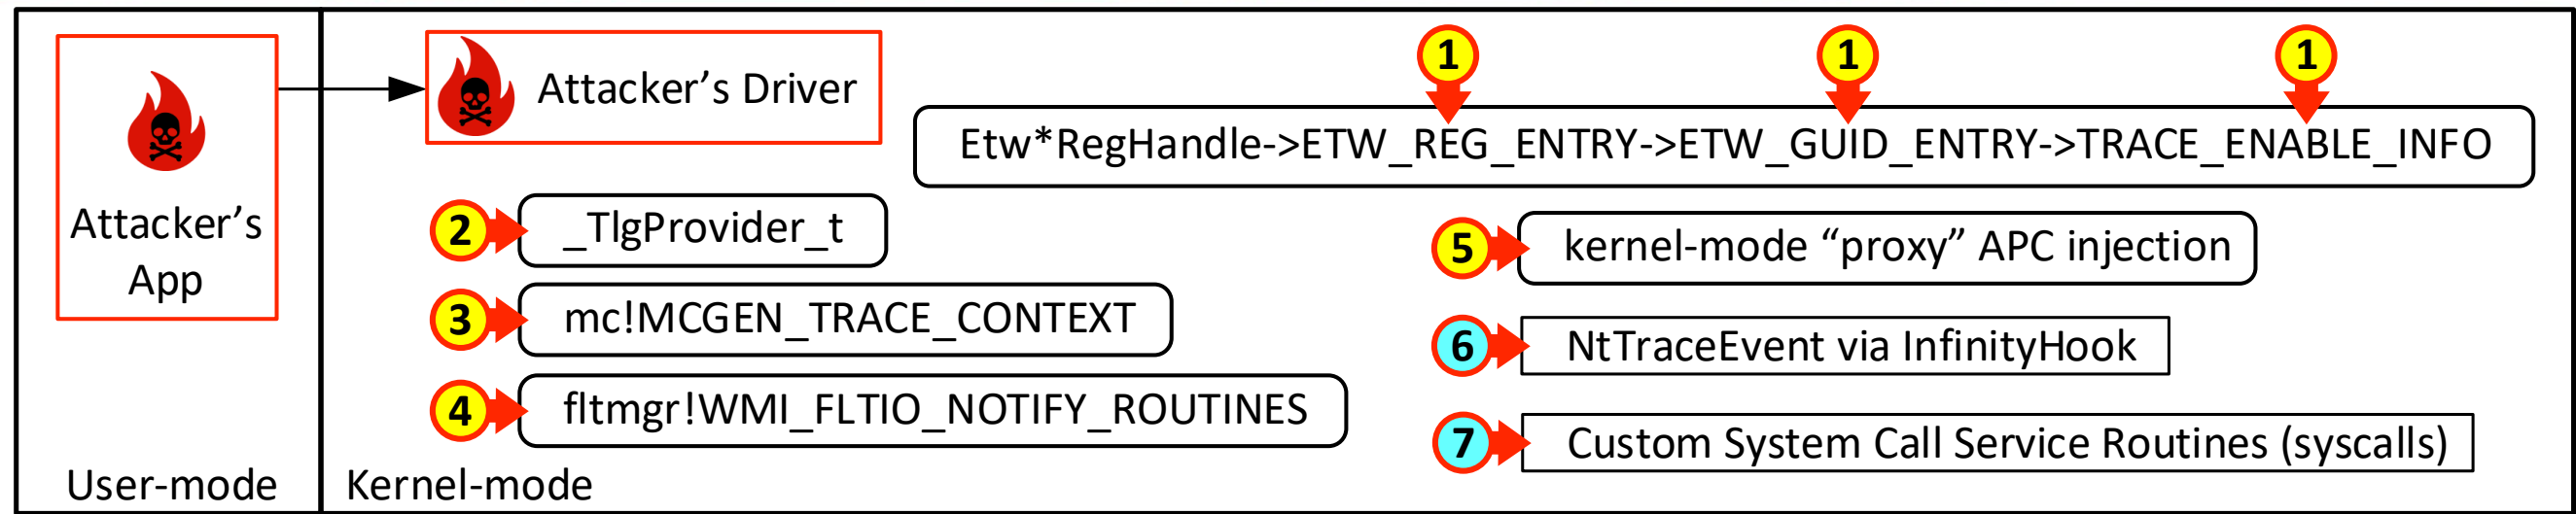 Attacker's
App
User-mode
Attacker's Driver
1
1
1
Etw*RegHandle->ETW_REG_ENTRY->ETW_GUID_ENTRY->TRACE_ENABLE_INFO
2
_TlgProvider_t
3
mc!MCGEN_TRACE_CONTEXT
4
fltmgr!WMI_FLTIO_NOTIFY_ROUTINES
5
kernel-mode “proxy” APC injection
6
NtTraceEvent via InfinityHook
7
Custom System Call Service Routines (syscalls)
Kernel-mode